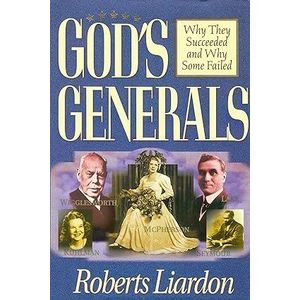 GOD'S
GENERALS
Why They
Succeeded
and Why
Some Failed
WIGGLESWORTH
McPHERSON
KUHLMAN
SEYMOUR
Roberts Liardon